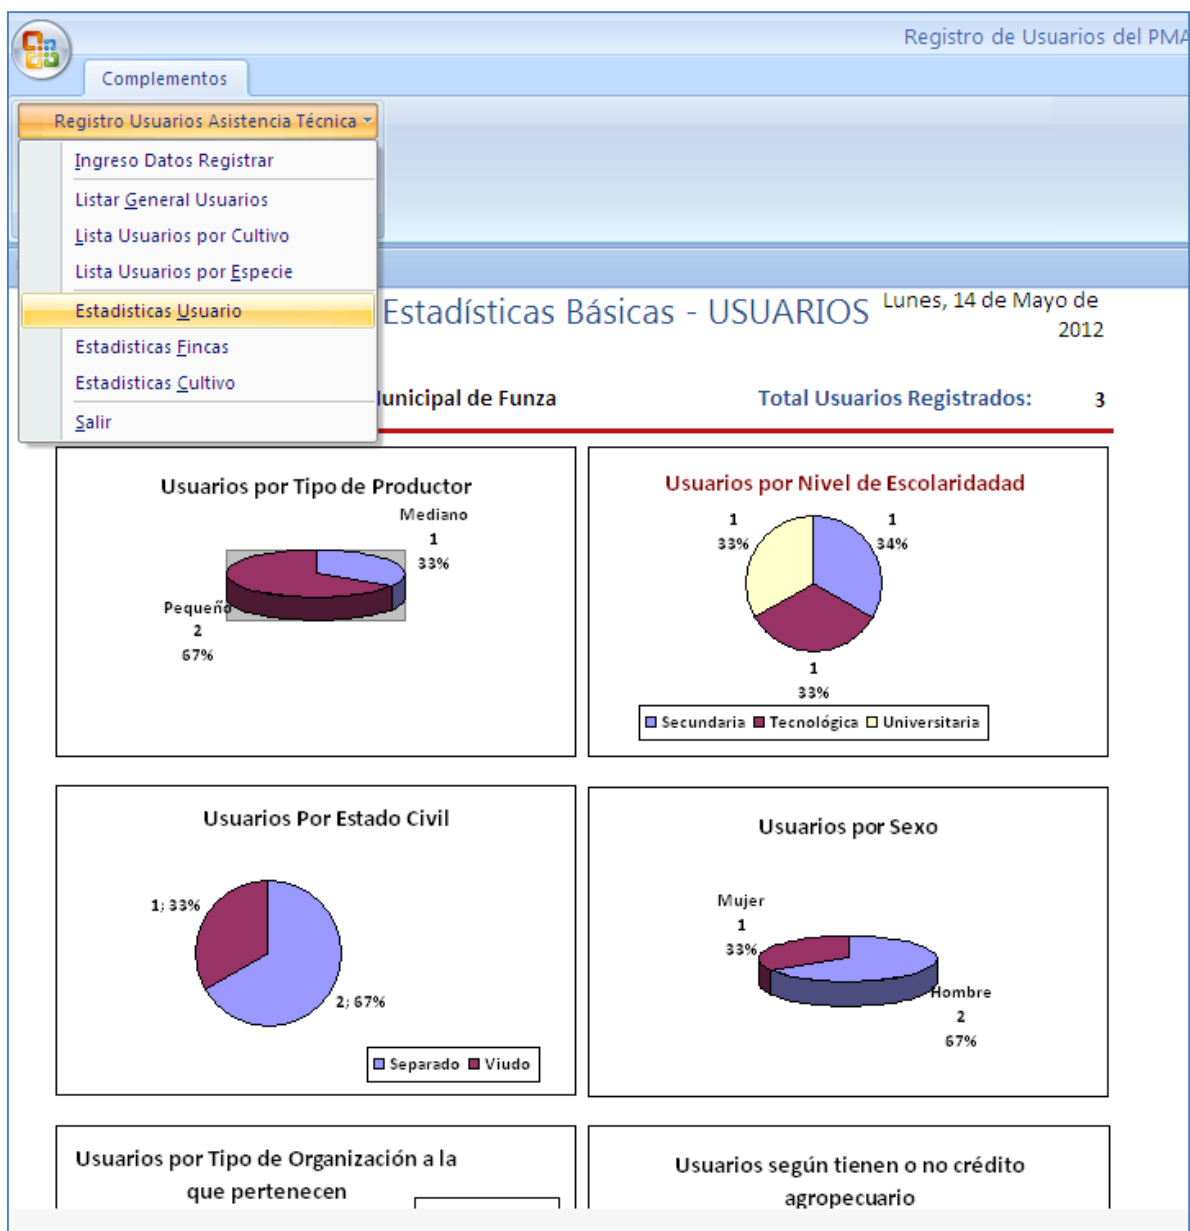 Registro de Usuarios del PMA
Complementos
Registro Usuarios Asistencia Técnica
Ingreso Datos Registrar
Listar General Usuarios
Lista Usuarios por Cultivo
Lista Usuarios por Especie
Estadisticas Usuario
Estadisticas Fincas
Estadisticas Cultivo
Salir
Estadísticas Básicas - USUARIOS
Lunes, 14 de Mayo de
2012
unicipal de Funza
Total Usuarios Registrados: 3
Usuarios por Tipo de Productor
Mediano
1
33%
Pequeño
2
67%
Usuarios por Nivel de Escolaridadad
1
33%
1
34%
1
33%
Secundaria Tecnológica Universitaria
Usuarios Por Estado Civil
1; 33%
2; 67%
Separado Viudo
Usuarios por Sexo
Mujer
1
33%
Hombre
2
67%
Usuarios por Tipo de Organización a la
que pertenecen
Usuarios según tienen o no crédito
agropecuario